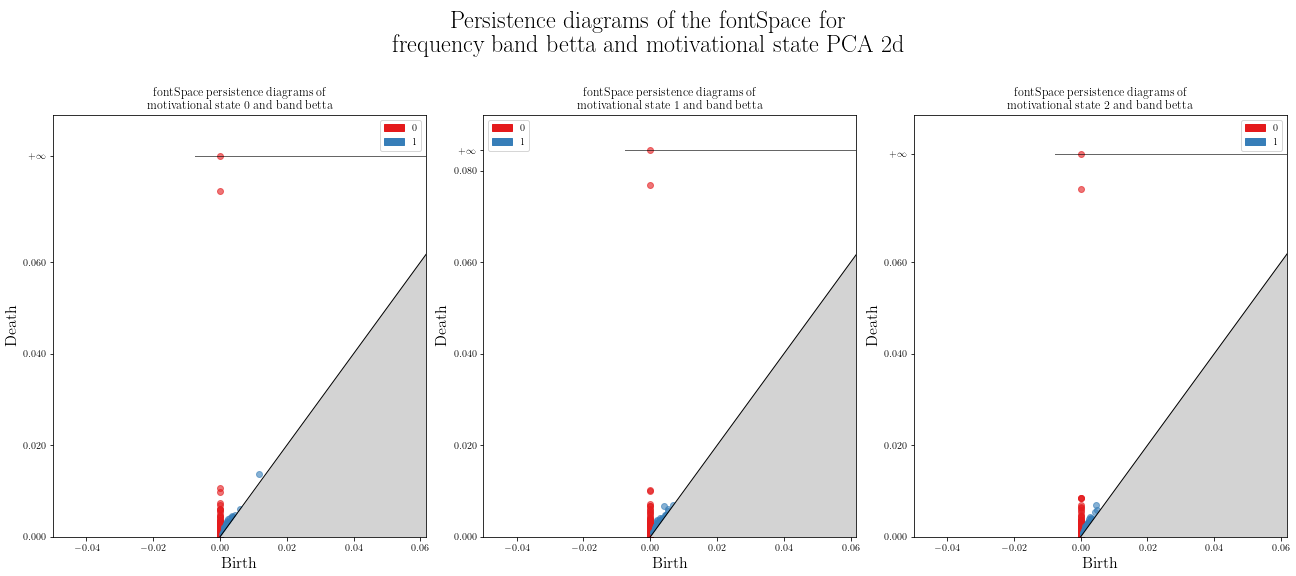 Persistence diagrams of the fontSpace for
frequency band betta and motivational state PCA 2d
fontSpace persistence diagrams of
motivational state 0 and band betta
0
1
+∞
0.060
0.040
0.020
0.000
−0.04
−0.02
0.00
0.02
0.04
0.06
Death
Birth
fontSpace persistence diagrams of
motivational state 1 and band betta
0
1
+∞
0.080
0.060
0.040
0.020
0.000
−0.04
−0.02
0.00
0.02
0.04
0.06
Death
Birth
fontSpace persistence diagrams of
motivational state 2 and band betta
0
1
+∞
0.060
0.040
0.020
0.000
−0.04
−0.02
0.00
0.02
0.04
0.06
Death
Birth